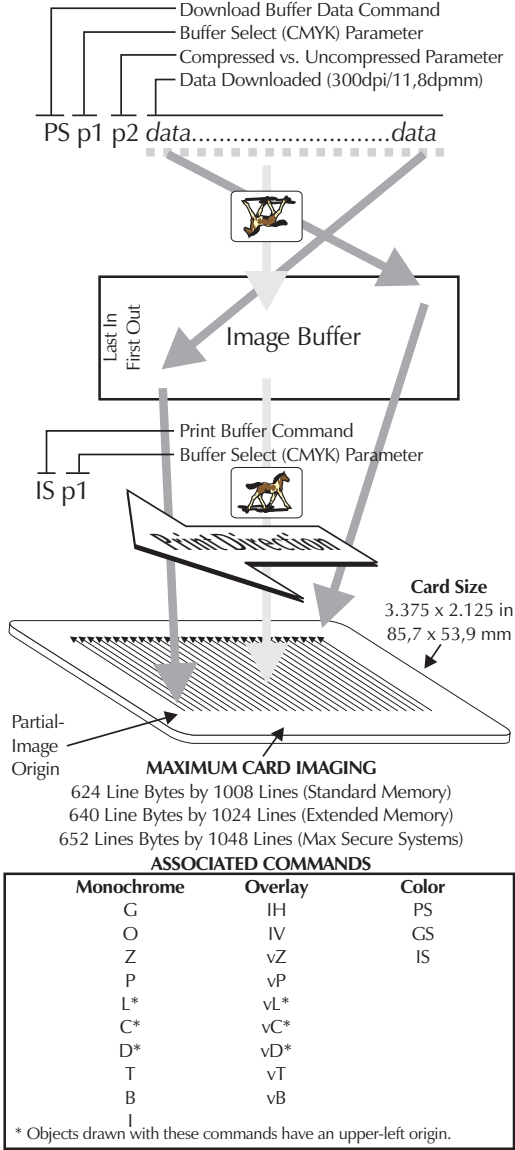 Download Buffer Data Command
Buffer Select (CMYK) Parameter
Compressed vs. Uncompressed Parameter
Data Downloaded (300dpi/11,8dpmm)
PS p1 p2 data.............................data
Last In
First Out
Image Buffer
Print Buffer Command
Buffer Select (CMYK) Parameter
IS p1
Print Direction
Card Size
3.375 x 2.125 in
85,7 x 53,9 mm
Partial-
Image
Origin
MAXIMUM CARD IMAGING
624 Line Bytes by 1008 Lines (Standard Memory)
640 Line Bytes by 1024 Lines (Extended Memory)
652 Lines Bytes by 1048 Lines (Max Secure Systems)
ASSOCIATED COMMANDS
Monochrome Overlay Color
G IH PS
O IV GS
Z vZ IS
P vP
L* vL*
C* vC*
D* vD*
T vT
B vB
I
* Objects drawn with these commands have an upper-left origin.